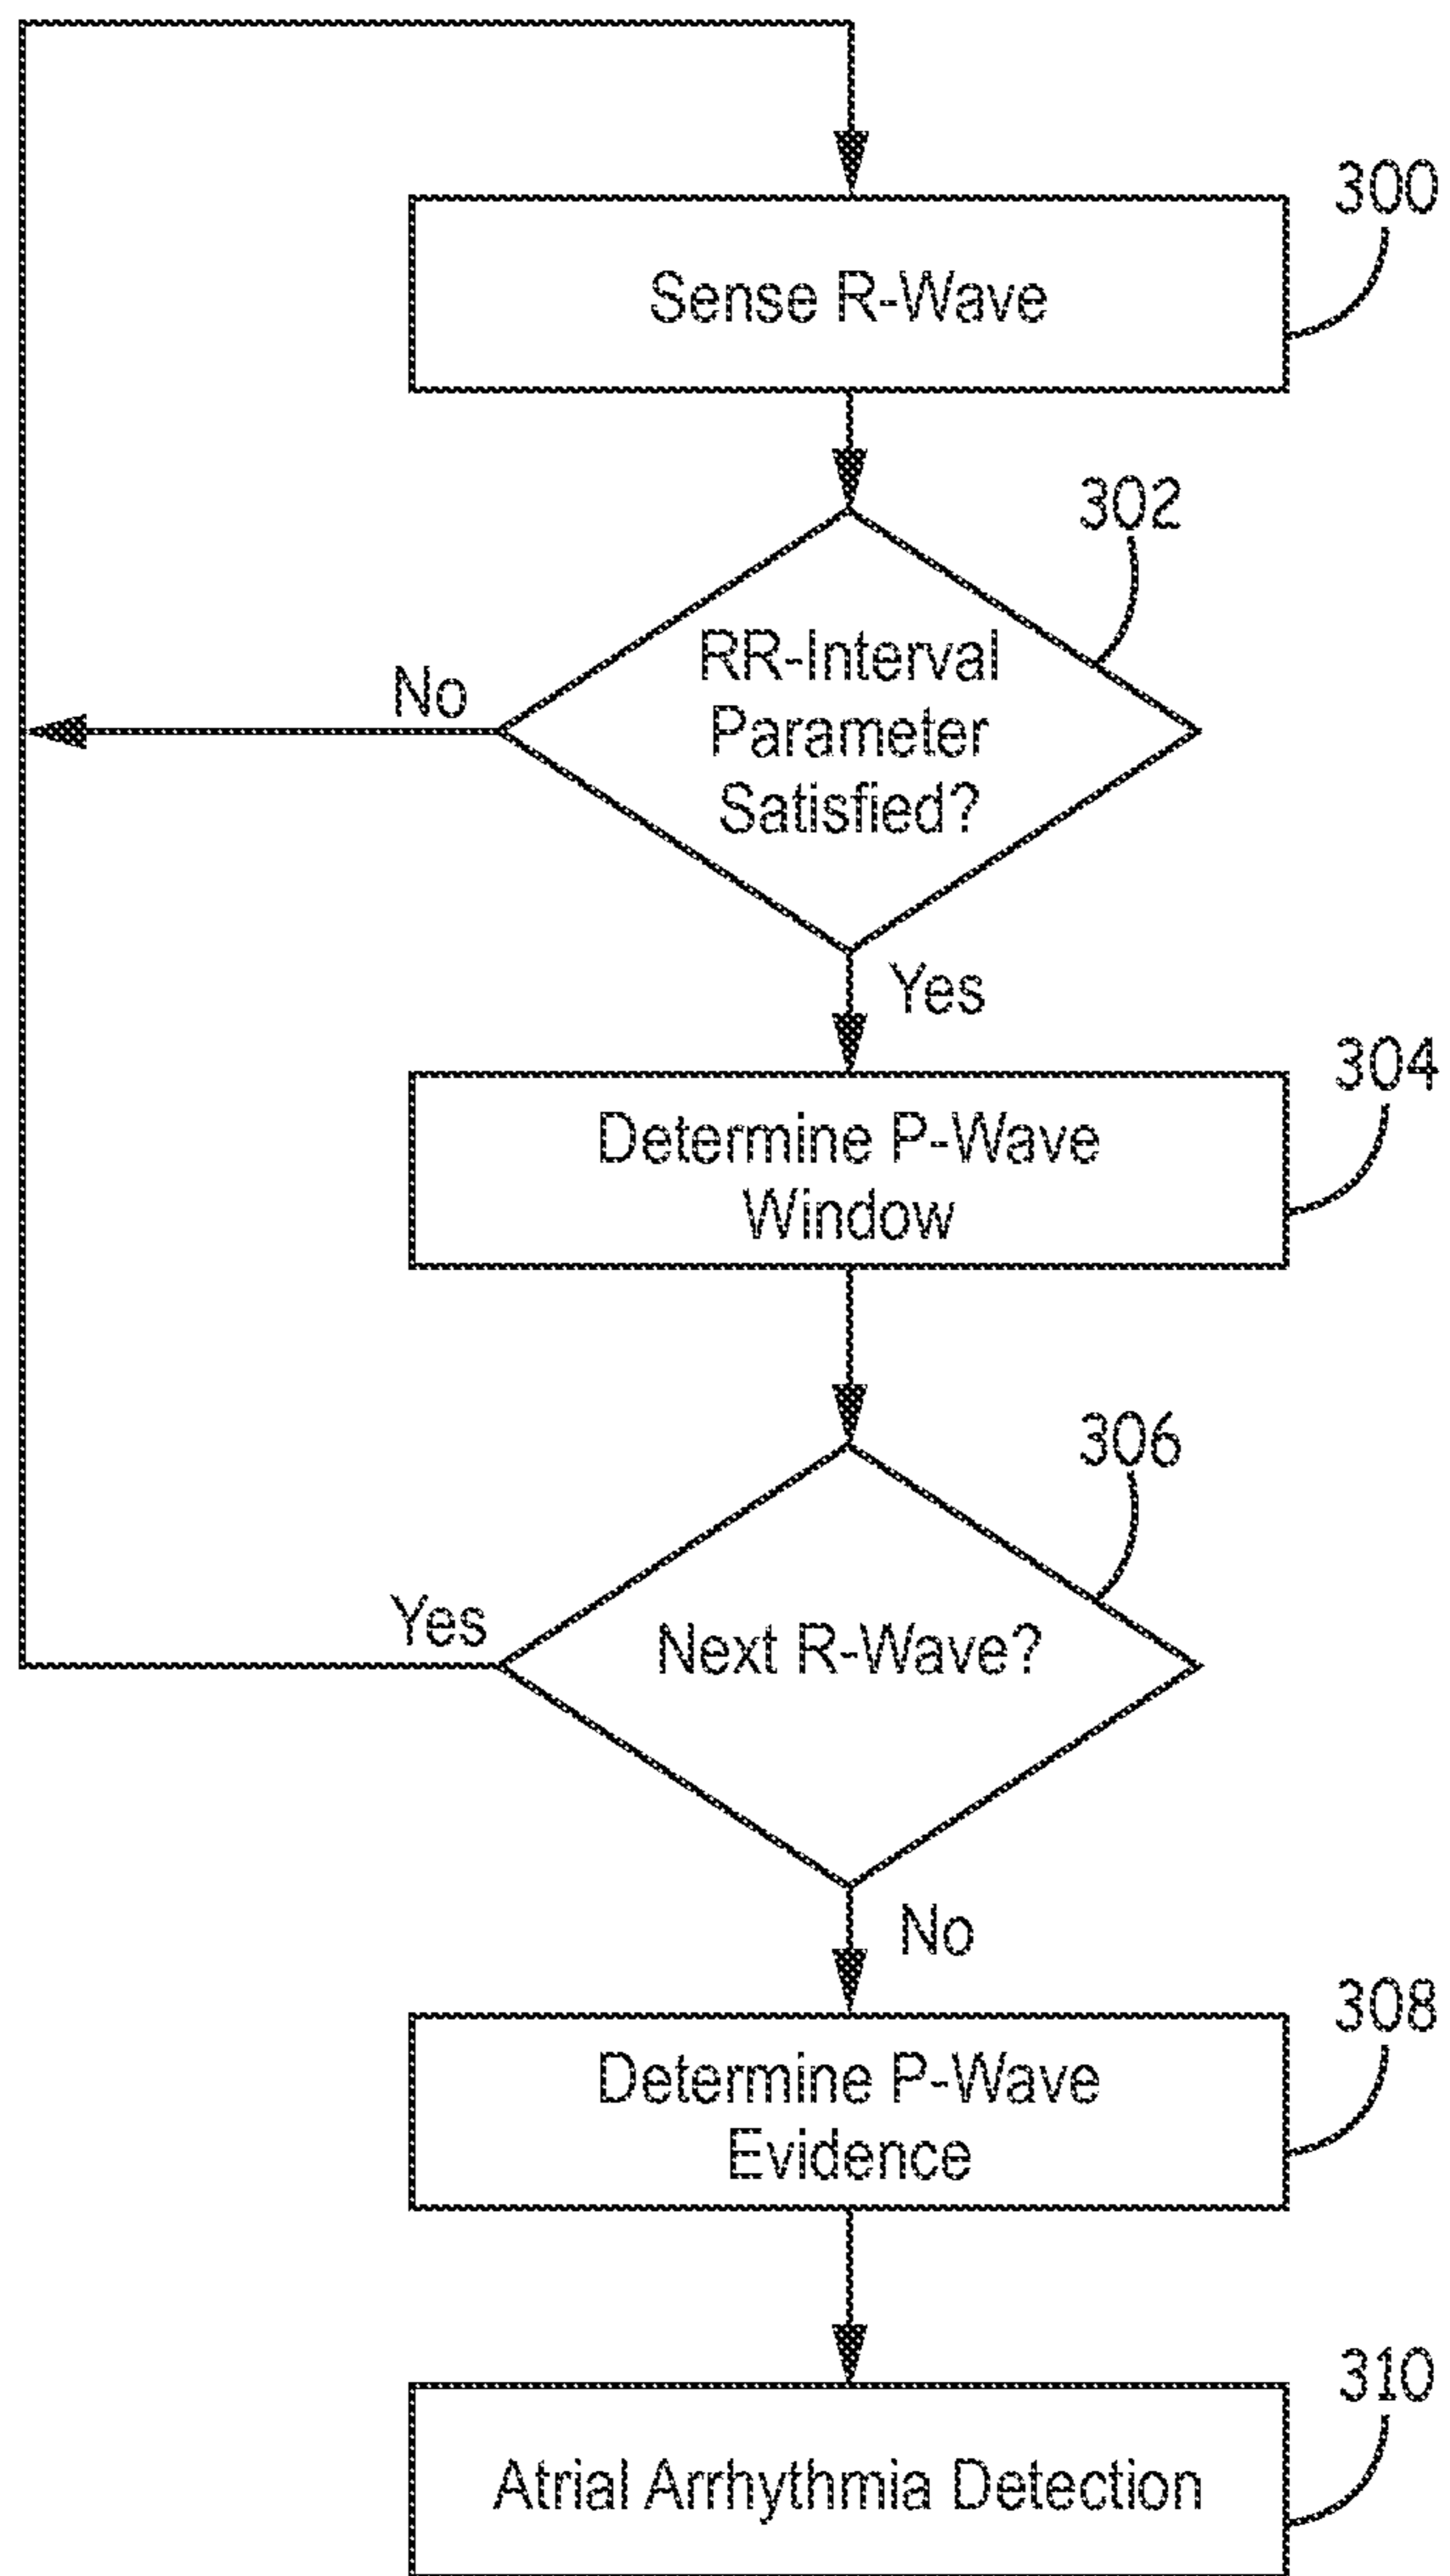 300
Sense R-Wave
302
RR-Interval
Parameter
Satisfied?
No
Yes
304
Determine P-Wave
Window
306
Next R-Wave?
Yes
No
308
Determine P-Wave
Evidence
310
Atrial Arrhythmia Detection